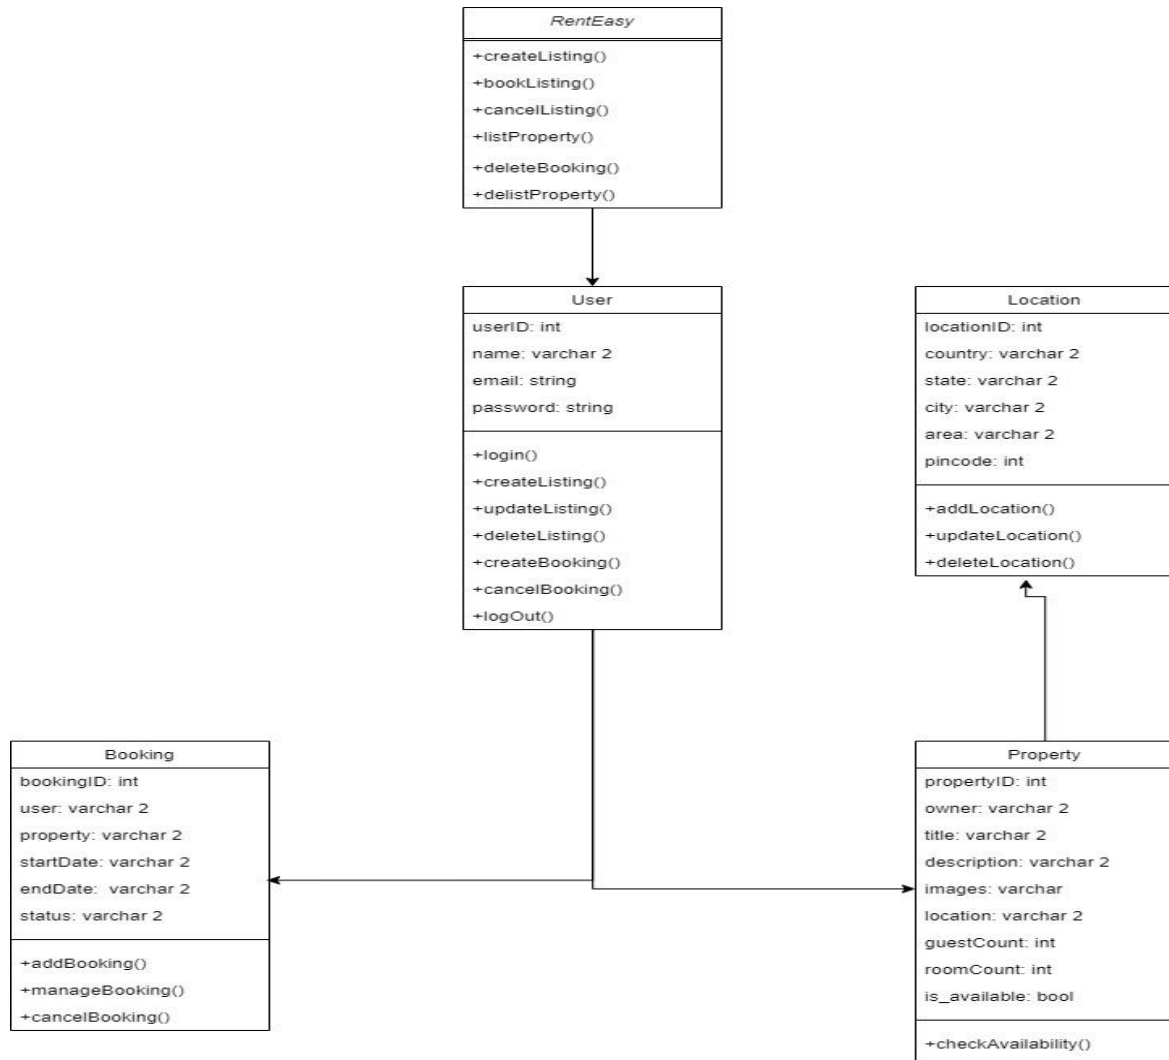 RentEasy
+createListing()
+bookListing()
+cancelListing()
+listProperty()
+deleteBooking()
+delistProperty()
User
userID: int
name: varchar 2
email: string
password: string
+login()
+createListing()
+updateListing()
+deleteListing()
+createBooking()
+cancelBooking()
+logOut()
Location
locationID: int
country: varchar 2
state: varchar 2
city: varchar 2
area: varchar 2
pincode: int
+addLocation()
+updateLocation()
+deleteLocation()
Booking
bookingID: int
user: varchar 2
property: varchar 2
startDate: varchar 2
endDate:  varchar 2
status: varchar 2
+addBooking()
+manageBooking()
+cancelBooking()
Property
propertyID: int
owner: varchar 2
title: varchar 2
description: varchar 2
images: varchar
location: varchar 2
guestCount: int
roomCount: int
is_available: bool
+checkAvailability()